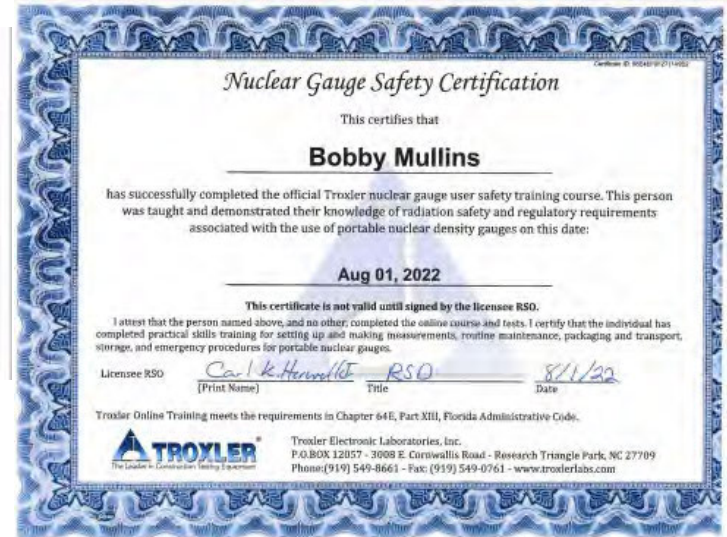 Nuclear Gauge Safety Certification
This certifies that
Bobby Mullins
has successfully completed the official Troxler nuclear gauge user safety training course. This person
was taught and demonstrated their knowledge of radiation safety and regulatory requirements
associated with the use of portable nuclear density gauges on this date:
Aug 01, 2022
This certificate is not valid until signed by the licensee RSO.
I attest that the person named above, and no other, completed the online course and tests. I certify that the individual has
completed practical skills training for setting up and making measurements, routine maintenance, packaging and transport,
storage, and emergency procedures for portable nuclear gauges.
Licensee RSO Carl K. RSO 8/1/22
(Print Name) Title Date
Troxler Online Training meets the requirements in Chapter 64E, Part XIII, Florida Administrative Code.
TROXLER®
The Leader in Construction Testing Equipment
Troxler Electronic Laboratories, Inc.
P.O.BOX 12057 - 3008 E. Cornwallis Road - Research Triangle Park, NC 27709
Phone:(919) 549-8661 - Fax: (919) 549-0761 - www.troxlerlabs.com